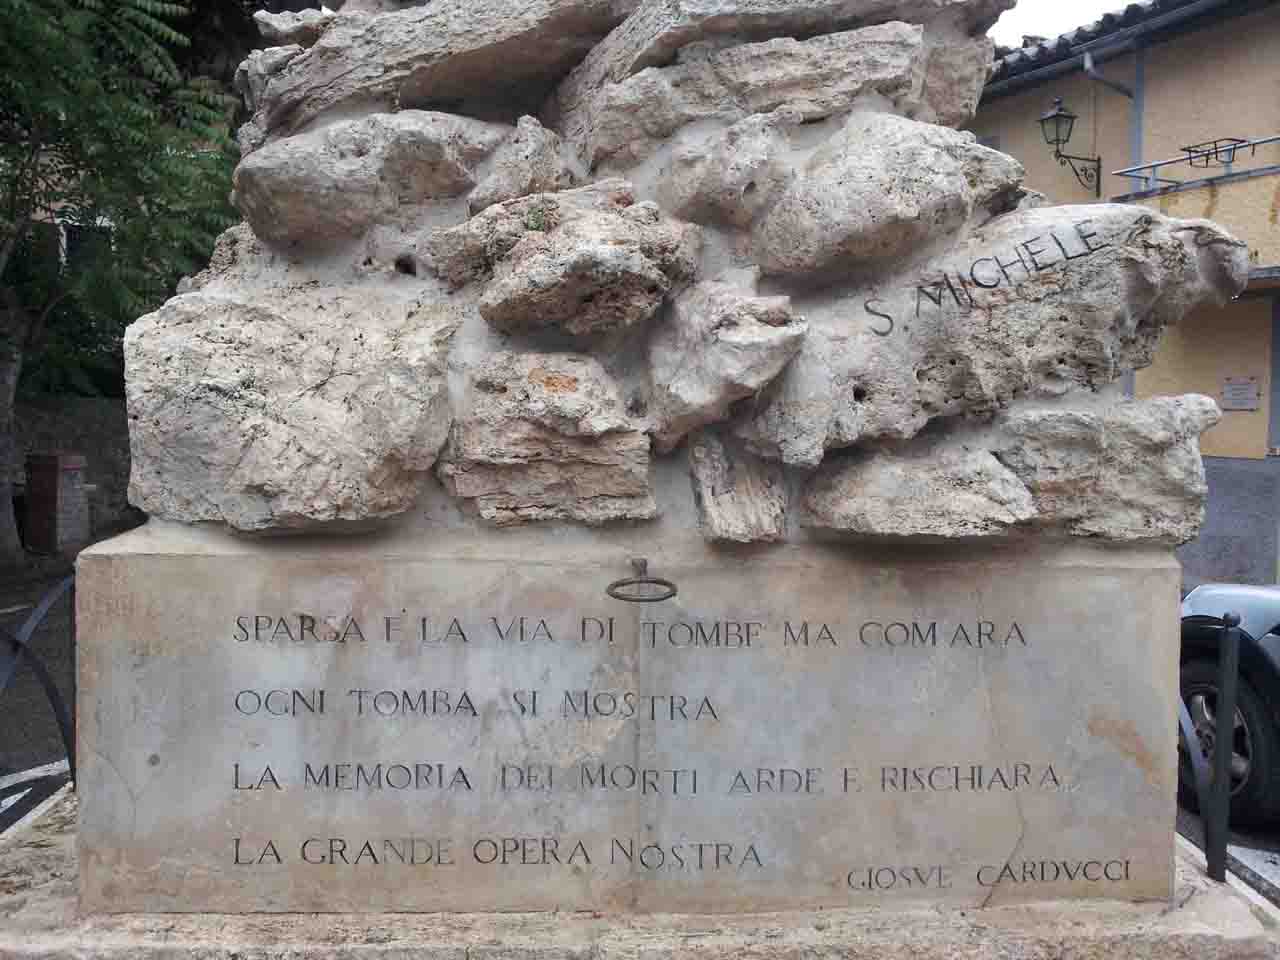 S. MICHELE
SPARSA E LA VIA DI TOMBE MA COM ARA
OGNI TOMBA SI MOSTRA
LA MEMORIA DEI MORTI ARDE E RISCHIARA
LA GRANDE OPERA NOSTRA
GIOSVE CARDVCCI